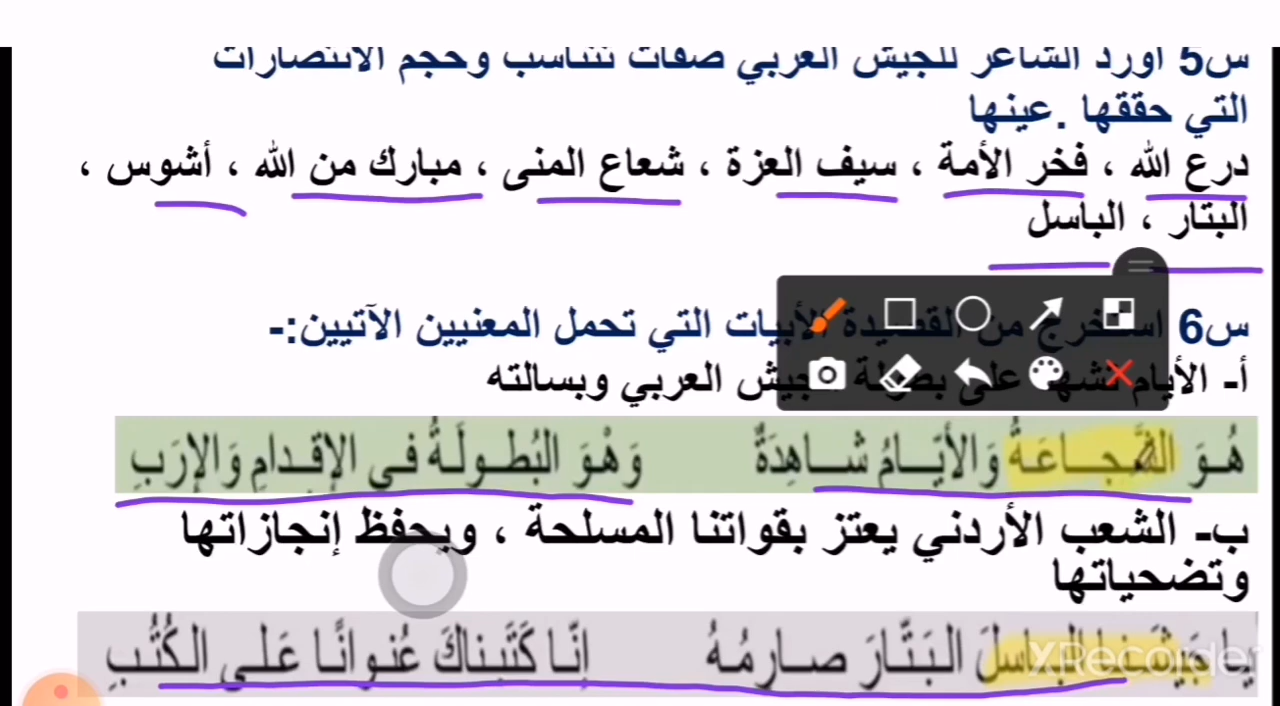 س5 أورد الشاعر للجيش العربي صفات تتناسب وحجم الانتصارات
التي حققها .عينها
درع الله ، فخر الأمة ، سيف العزة ، شعاع المنى ، مبارك من الله ، أشوس ،
البتار ، الباسل
س6 استخرج من القصيدة الأبيات التي تحمل المعنيين الآتيين:-
أ- الأيام تشهد على بطولة الجيش العربي وبسالته
هُوَ الشَّجاعَةُ وَالأَيّامُ شاهِدَةٌ وَهْوَ البُطولَةُ في الإِقدامِ وَالإِرَبِ
ب- الشعب الأردني يعتز بقواتنا المسلحة ، ويحفظ إنجازاتها
وتضحياتها
يا جَيشَنا الباسلَ البَتَّارَ صارِمُهُ إِنّا كَتَبناكَ عُنوانًا عَلى الكُتُبِ
XRecorder